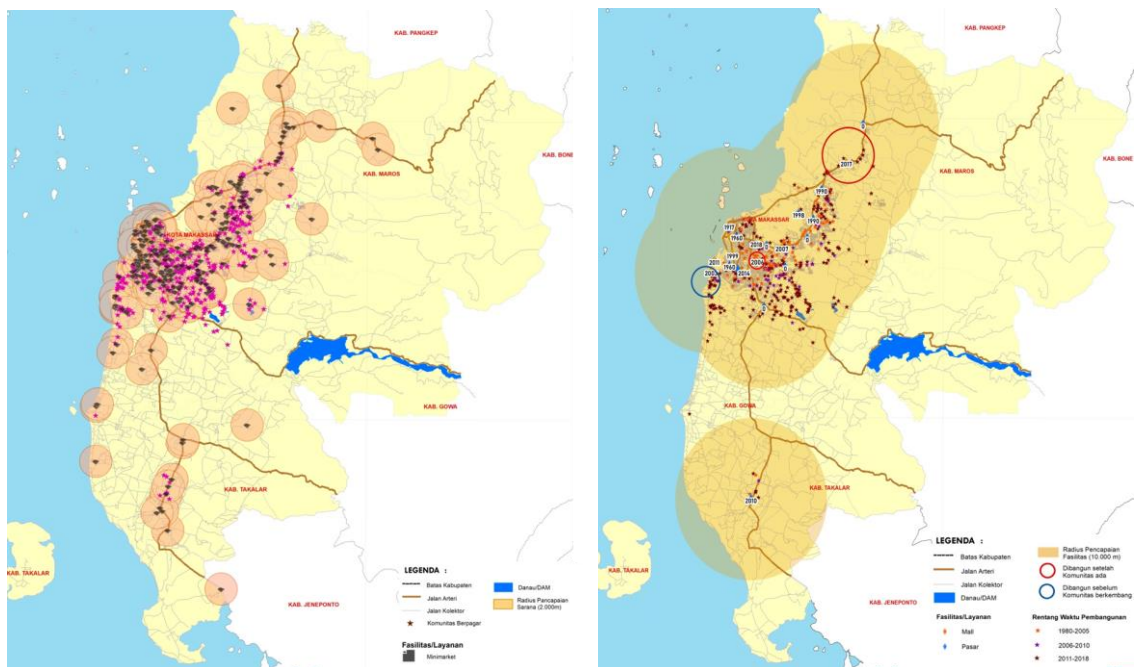 KAB. PANGKEP
KAB. BONE
KAB. MAROS
KOTA MAKASSAR
KAB. GOWA
KAB. TAKALAR
KAB. TAKALAR
KAB. JENEPONTO
LEGENDA :
Batas Kabupaten
Jalan Arteri
Jalan Kolektor
Komunitas Berpagar
Fasilitas/Layanan
Minimarket
Danau/DAM
Radius Pancapaian
Sarana (2.000m)
KAB. PANGKEP
KAB. BONE
KAB. MAROS
2017
1990
MAKASSAR
1998
1990
1917
1960
2018
2007
1999
2006
2011
1960
2014
KAB. GOWA
KAB. TAKALAR
2010
KAB. TAKALAR
KAB. JENEPONTO
LEGENDA :
Batas Kabupaten
Jalan Arteri
Jalan Kolektor
Danau/DAM
Fasilitas/Layanan
Mall
Pasar
Radius Pencapaian
Fasilitas (10.000 m)
Dibangun setelah
Komunitas ada
Dibangun sebelum
Komunitas berkembang
Rentang Waktu Pembangunan
1980-2005
2006-2010
2011-2018